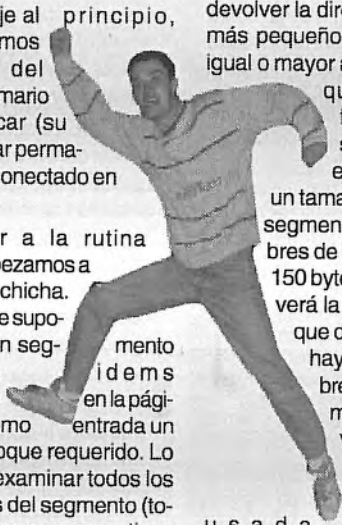 je al principio,
mos
del
mario
car (su
ar perma-
onectado en
r a la rutina
pezamos a
chicha.
e supo-
n seg- mento
idems
en la pági-
mo entrada un
oque requerido. Lo
examinar todos los
s del segmento (to-
devolver la dire
más pequeño
igual o mayor a
qu
s
e
un tama
segmen
bres de
150 byte
verá la
que c
hay
bre
m
v
usada